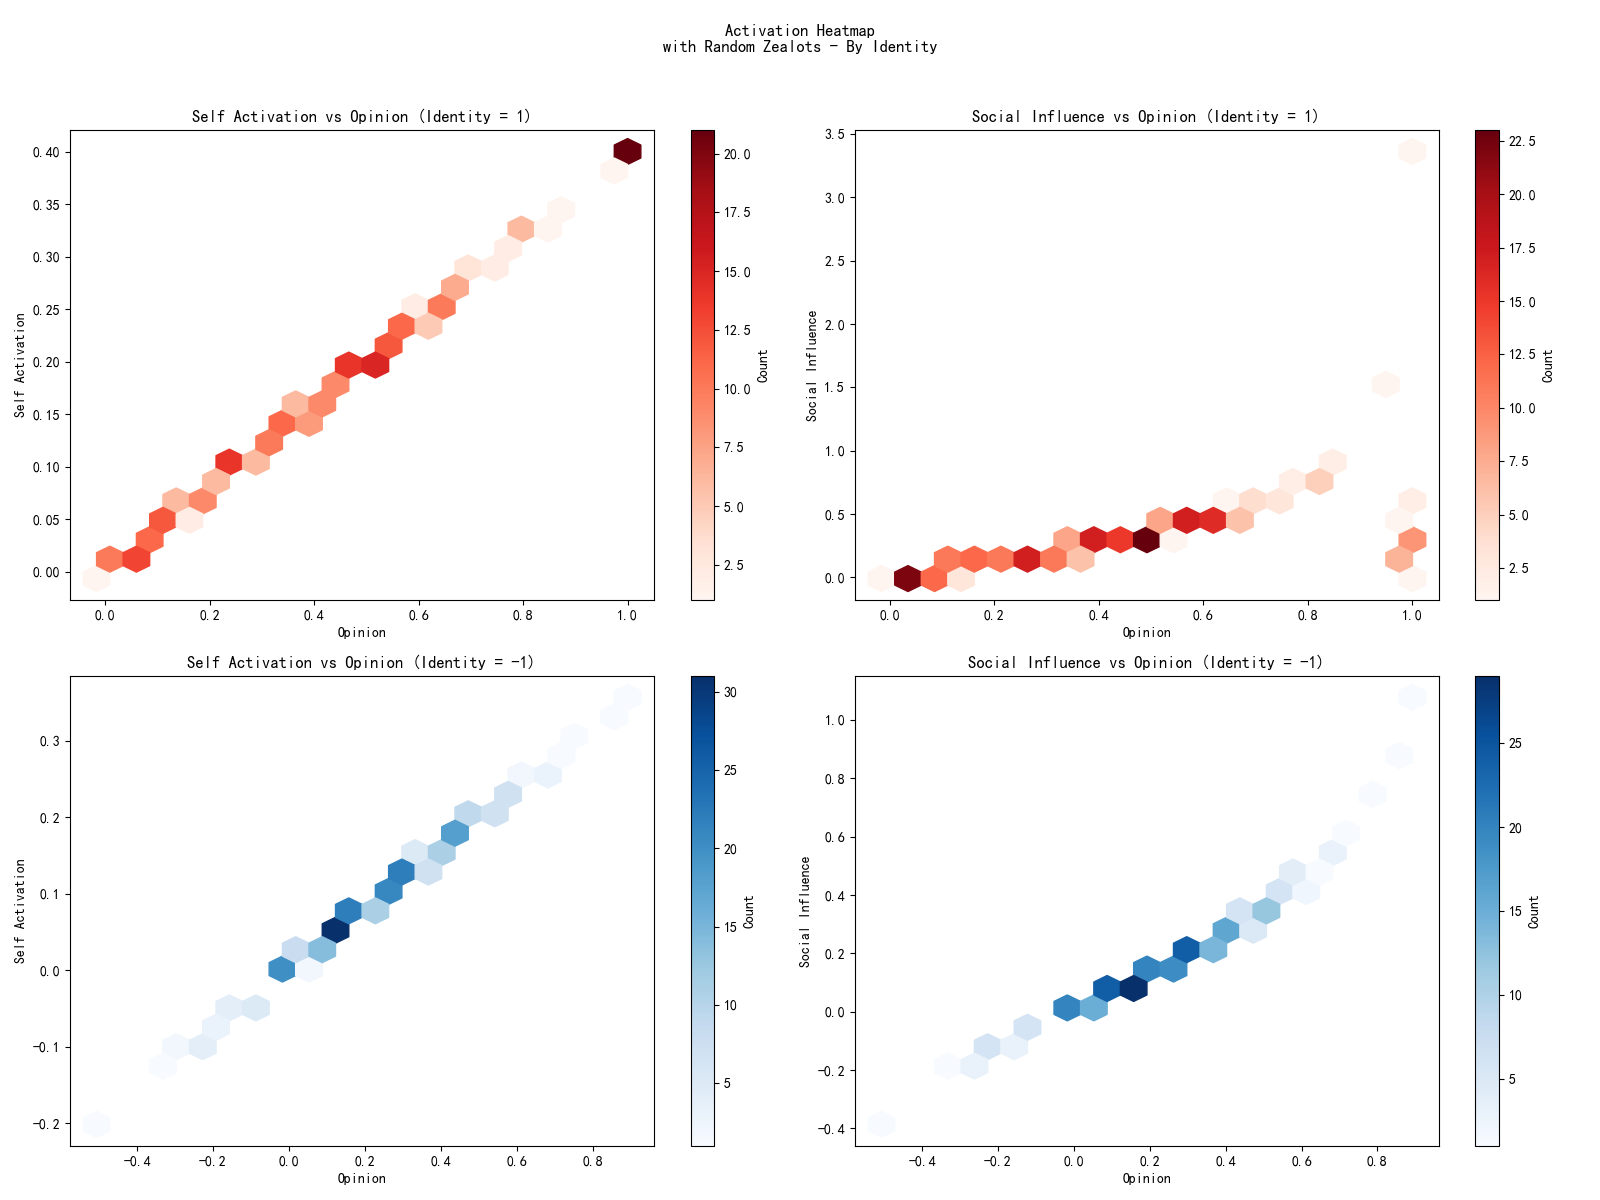 Activation Heatmap
with Random Zealots - By Identity
Self Activation vs Opinion (Identity = 1)
0.40
0.35
0.30
0.25
0.20
0.15
0.10
0.05
0.00
Self Activation
0.0 0.2 0.4 0.6 0.8 1.0
Opinion
20.0
17.5
15.0
12.5
10.0
7.5
5.0
2.5
Count
Social Influence vs Opinion (Identity = 1)
3.5
3.0
2.5
2.0
1.5
1.0
0.5
0.0
Social Influence
0.0 0.2 0.4 0.6 0.8 1.0
Opinion
22.5
20.0
17.5
15.0
12.5
10.0
7.5
5.0
2.5
Count
Self Activation vs Opinion (Identity = -1)
0.3
0.2
0.1
0.0
-0.1
-0.2
Self Activation
-0.4 -0.2 0.0 0.2 0.4 0.6 0.8
Opinion
30
25
20
15
10
5
Count
Social Influence vs Opinion (Identity = -1)
1.0
0.8
0.6
0.4
0.2
0.0
-0.2
-0.4
Social Influence
-0.4 -0.2 0.0 0.2 0.4 0.6 0.8
Opinion
25
20
15
10
5
Count